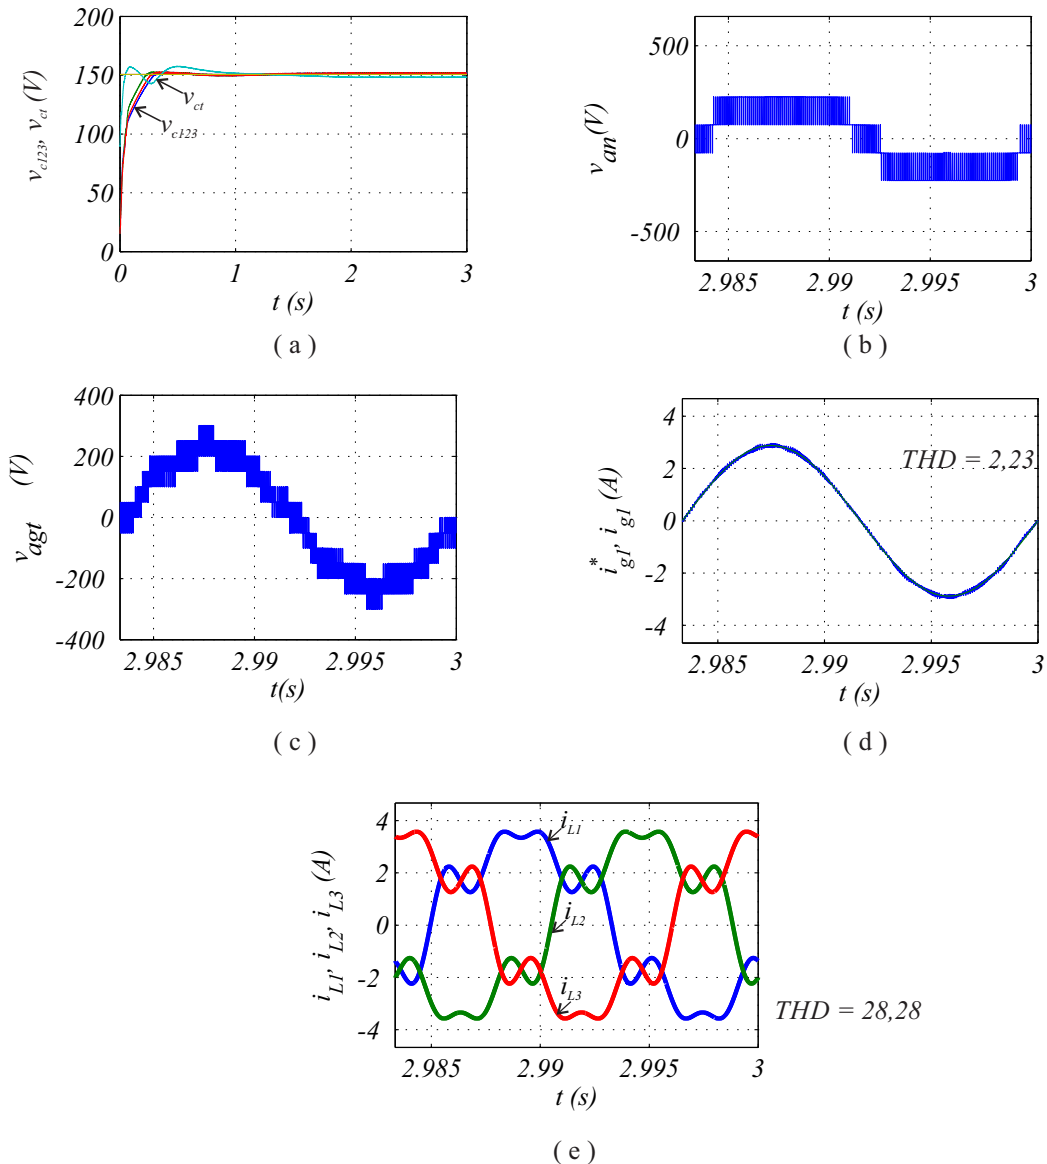 200
150
100
50
0
v_c123, v_ct (V)
v_ct
v_c123
0 1 2 3
t (s)
( a )
500
0
-500
v_an(V)
2.985 2.99 2.995 3
t (s)
( b )
400
200
0
-200
-400
v_agt (V)
2.985 2.99 2.995 3
t(s)
( c )
4
2
0
-2
-4
i*_g1, i_g1 (A)
THD = 2,23
2.985 2.99 2.995 3
t (s)
( d )
4
2
0
-2
-4
i_L1, i_L2, i_L3 (A)
i_L1
i_L2
i_L3
THD = 28,28
2.985 2.99 2.995 3
t (s)
( e )